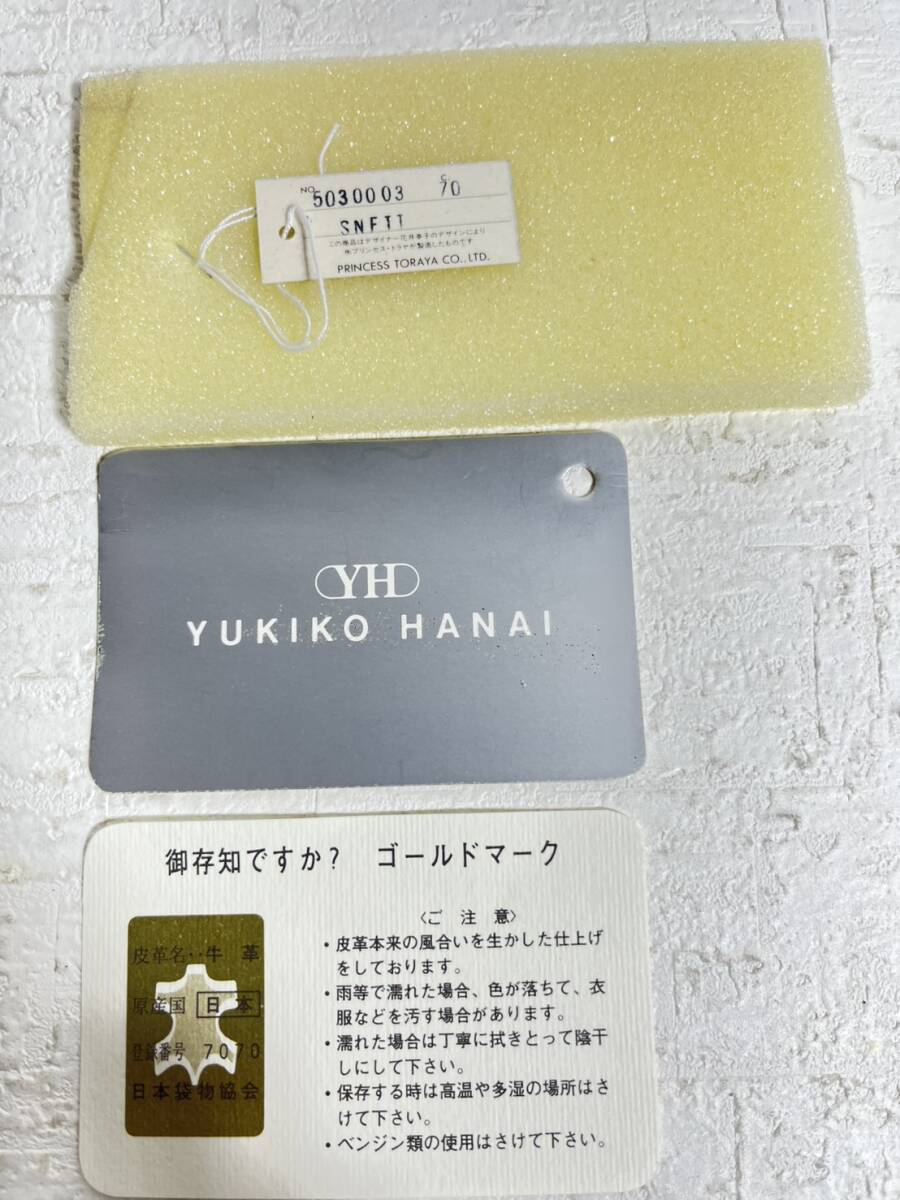 NO. 5030003 C. 70
SNFTT
この商品はデザイナー花井幸子のデザインにより
㈱プリンセス・トラヤが製造したものです
PRINCESS TORAYA CO., LTD.
YH
YUKIKO HANAI
御存知ですか? ゴールドマーク
皮革名‥牛 革
原産国 日本
登録番号 7070
日本袋物協会
〈ご 注 意〉
・皮革本来の風合いを生かした仕上げ
をしております。
・雨等で濡れた場合、色が落ちて、衣
服などを汚す場合があります。
・濡れた場合は丁寧に拭きとって陰干
しにして下さい。
・保存する時は高温や多湿の場所はさ
けて下さい。
・ベンジン類の使用はさけて下さい。